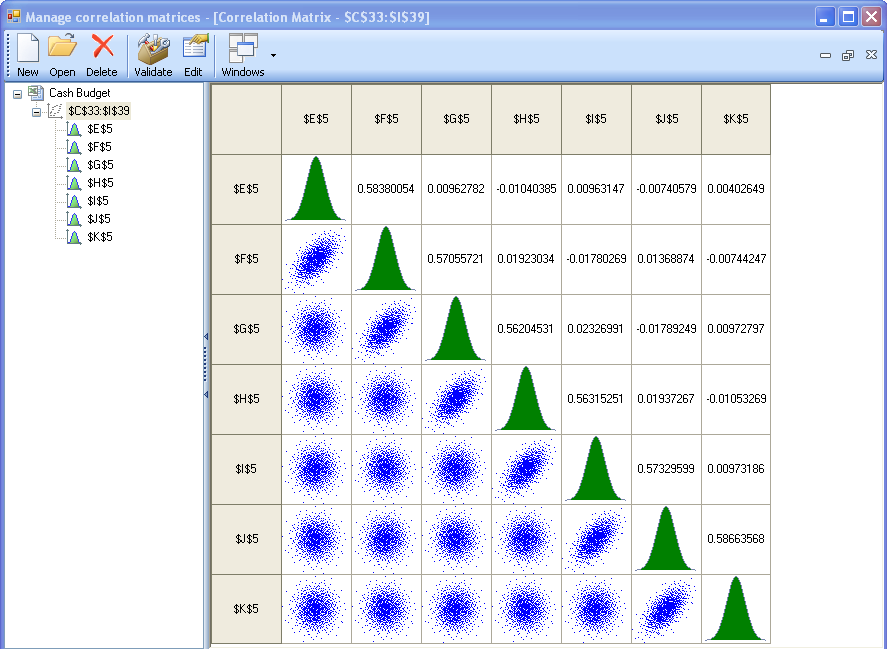 Manage correlation matrices - [Correlation Matrix - $C$33:$I$39]
New Open Delete Validate Edit Windows
Cash Budget
$C$33:$I$39
$E$5
$F$5
$G$5
$H$5
$I$5
$J$5
$K$5
$E$5 $F$5 $G$5 $H$5 $I$5 $J$5 $K$5
$E$5 0.58380054 0.00962782 -0.01040385 0.00963147 -0.00740579 0.00402649
$F$5 0.57055721 0.01923034 -0.01780269 0.01368874 -0.00744247
$G$5 0.56204531 0.02326991 -0.01789249 0.00972797
$H$5 0.56315251 0.01937267 -0.01053269
$I$5 0.57329599 0.00973186
$J$5 0.58663568
$K$5